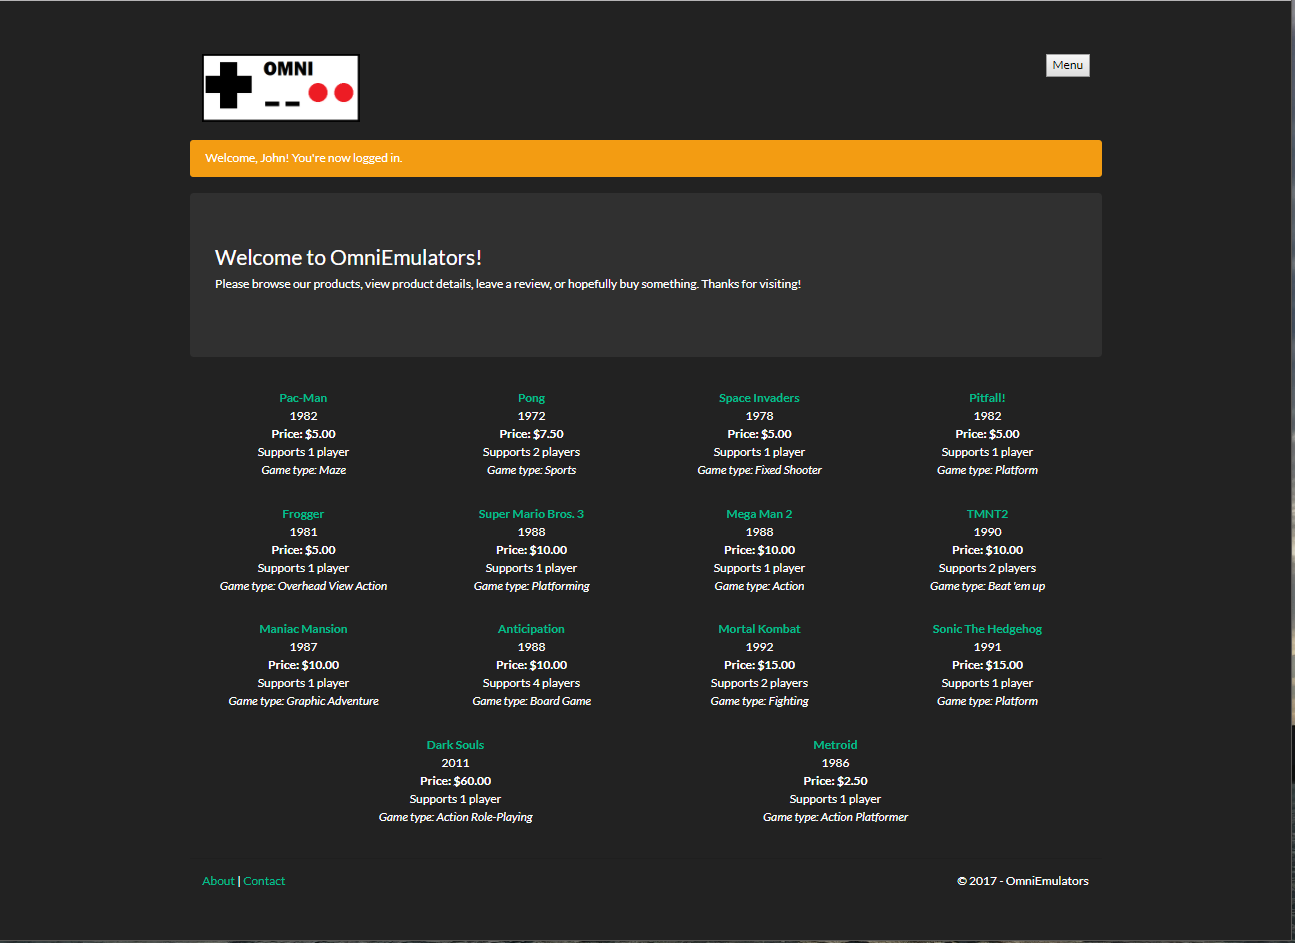 OMNI
Menu
Welcome, John! You're now logged in.
Welcome to OmniEmulators!
Please browse our products, view product details, leave a review, or hopefully buy something. Thanks for visiting!
Pac-Man
1982
Price: $5.00
Supports 1 player
Game type: Maze
Pong
1972
Price: $7.50
Supports 2 players
Game type: Sports
Space Invaders
1978
Price: $5.00
Supports 1 player
Game type: Fixed Shooter
Pitfall!
1982
Price: $5.00
Supports 1 player
Game type: Platform
Frogger
1981
Price: $5.00
Supports 1 player
Game type: Overhead View Action
Super Mario Bros. 3
1988
Price: $10.00
Supports 1 player
Game type: Platforming
Mega Man 2
1988
Price: $10.00
Supports 1 player
Game type: Action
TMNT2
1990
Price: $10.00
Supports 2 players
Game type: Beat 'em up
Maniac Mansion
1987
Price: $10.00
Supports 1 player
Game type: Graphic Adventure
Anticipation
1988
Price: $10.00
Supports 4 players
Game type: Board Game
Mortal Kombat
1992
Price: $15.00
Supports 2 players
Game type: Fighting
Sonic The Hedgehog
1991
Price: $15.00
Supports 1 player
Game type: Platform
Dark Souls
2011
Price: $60.00
Supports 1 player
Game type: Action Role-Playing
Metroid
1986
Price: $2.50
Supports 1 player
Game type: Action Platformer
About | Contact
© 2017 - OmniEmulators